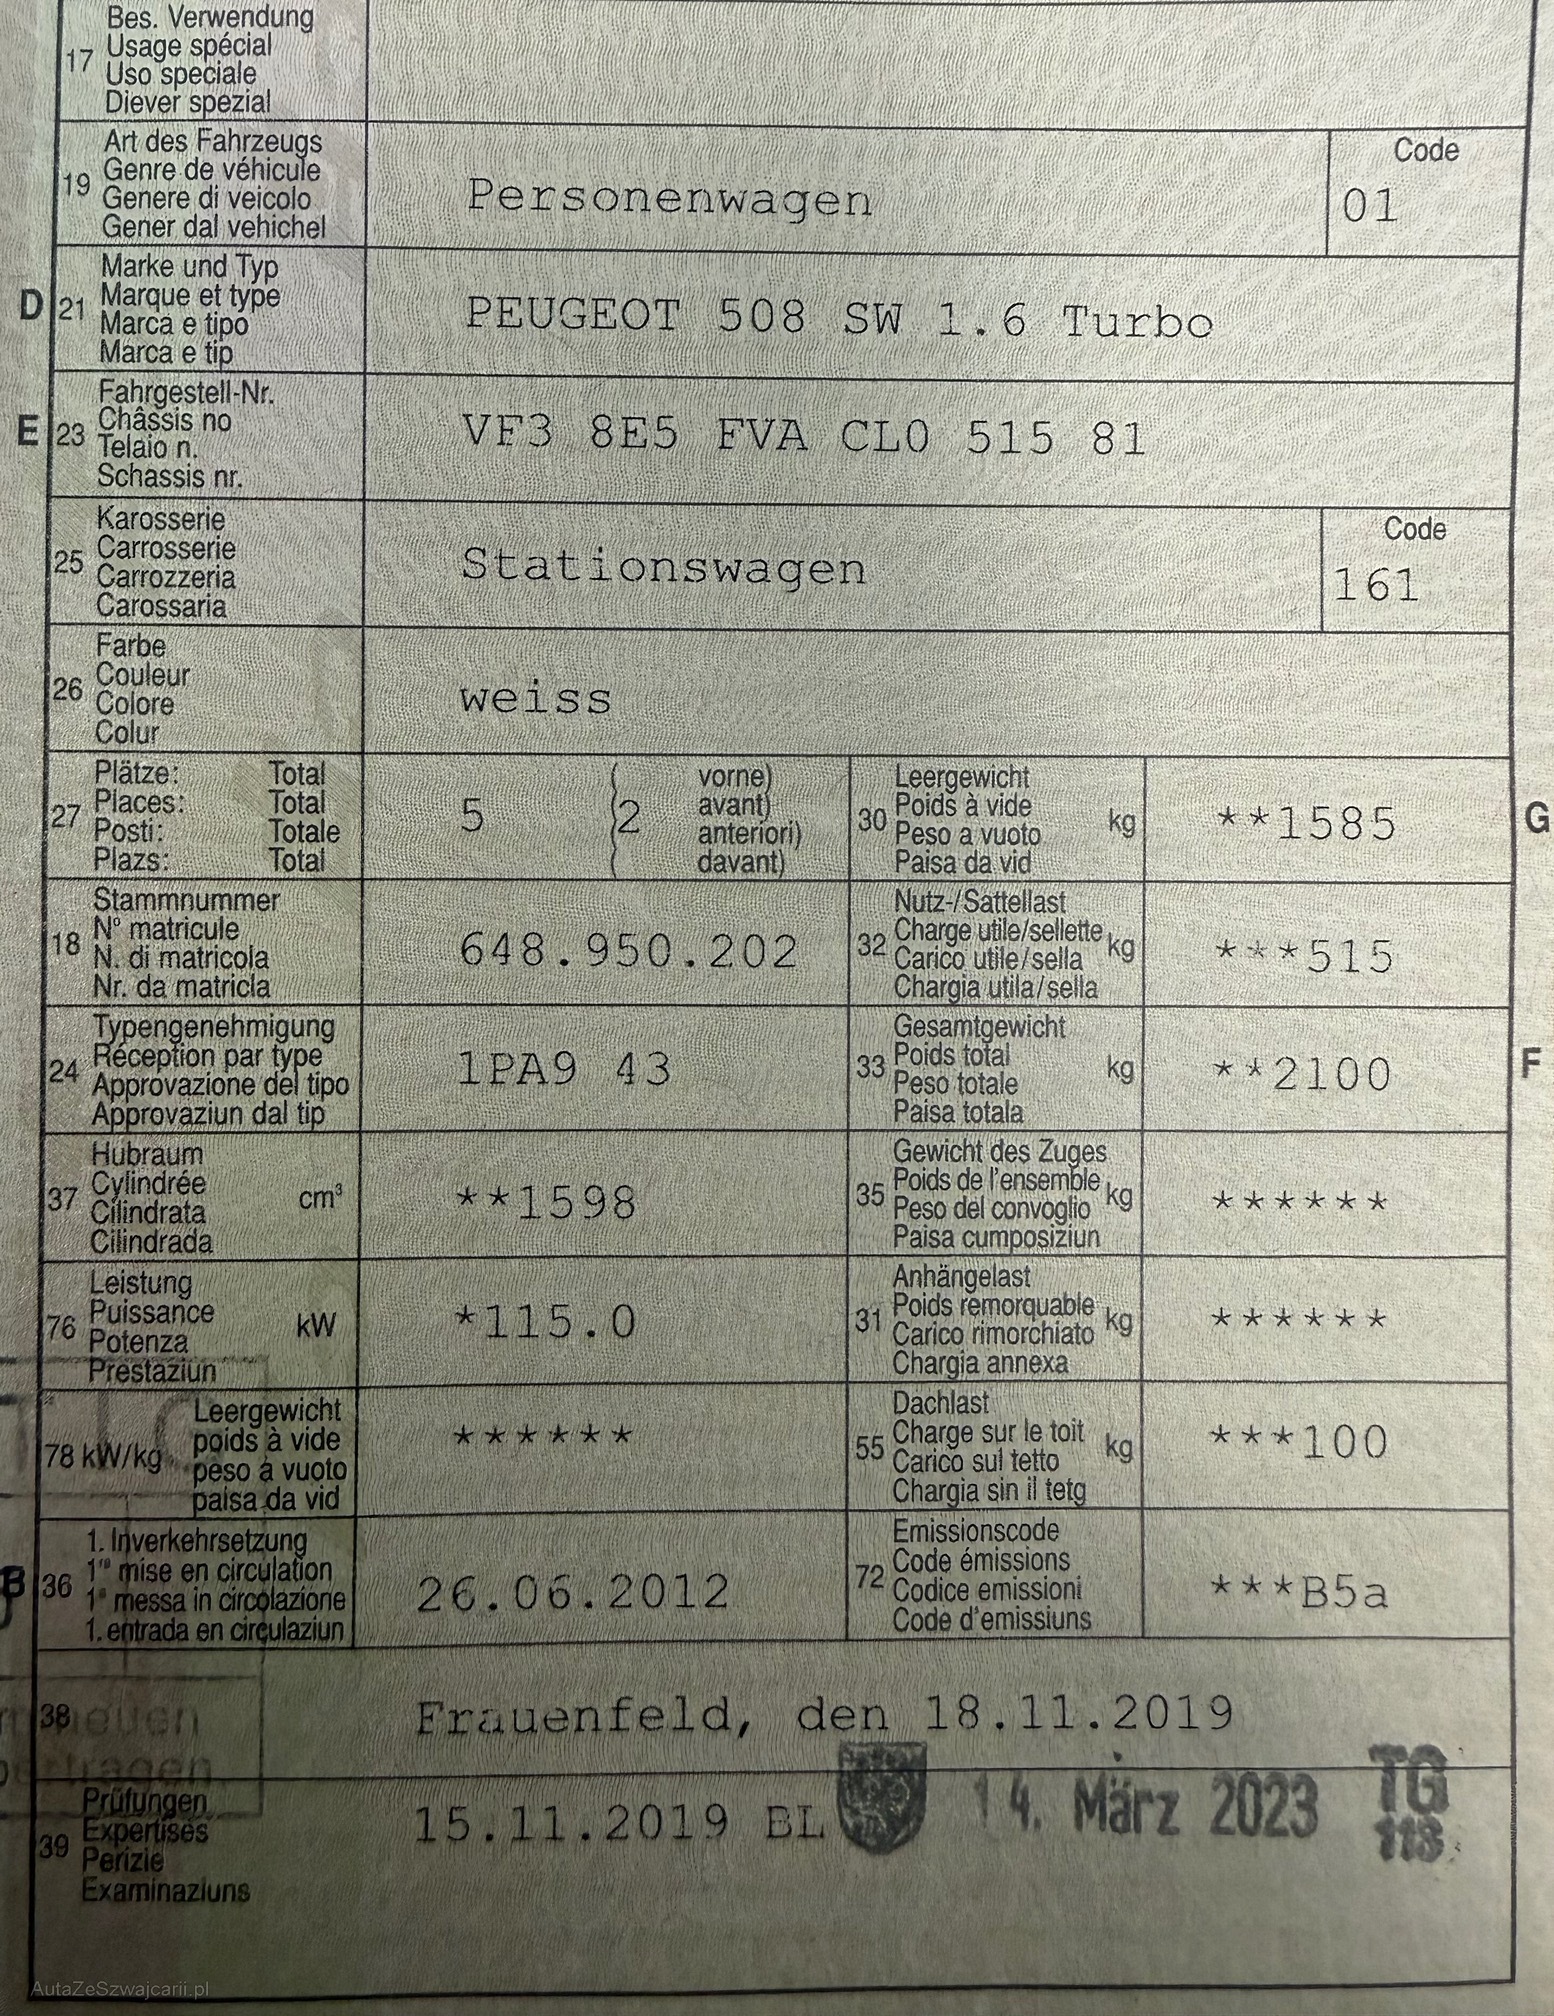 17
Bes. Verwendung
Usage spécial
Uso speciale
Diever spezial
19
Art des Fahrzeugs
Genre de véhicule
Genere di veicolo
Gener dal vehichel
Personenwagen
Code
01
D
21
Marke und Typ
Marque et type
Marca e tipo
Marca e tip
PEUGEOT 508 SW 1.6 Turbo
E
23
Fahrgestell-Nr.
Châssis no
Telaio n.
Schassis nr.
VF3 8E5 FVA CL0 515 81
25
Karosserie
Carrosserie
Carrozzeria
Carossaria
Stationswagen
Code
161
26
Farbe
Couleur
Colore
Colur
weiss
27
Plätze: Total
Places: Total
Posti: Totale
Plazs: Total
5
( vorne)
(2 avant)
( anteriori)
( davant)
30
Leergewicht
Poids à vide
Peso a vuoto
Paisa da vid
kg
**1585
G
18
Stammnummer
N° matricule
N. di matricola
Nr. da matricla
648.950.202
32
Nutz-/Sattellast
Charge utile/sellette
Carico utile/sella
Chargia utila/sella
kg
***515
24
Typengenehmigung
Réception par type
Approvazione del tipo
Approvaziun dal tip
1PA9 43
33
Gesamtgewicht
Poids total
Peso totale
Paisa totala
kg
**2100
F
37
Hubraum
Cylindrée
Cilindrata
Cilindrada
cm³
**1598
35
Gewicht des Zuges
Poids de l'ensemble
Peso del convoglio
Paisa cumposiziun
kg
******
76
Leistung
Puissance
Potenza
Prestaziun
kW
*115.0
31
Anhängelast
Poids remorquable
Carico rimorchiato
Chargia annexa
kg
******
78 kW/kg
Leergewicht
poids à vide
peso a vuoto
paisa da vid
******
55
Dachlast
Charge sur le toit
Carico sul tetto
Chargia sin il tetg
kg
***100
B
36
1. Inverkehrsetzung
1re mise en circulation
1a messa in circolazione
1. entrada en circulaziun
26.06.2012
72
Emissionscode
Code émissions
Codice emissioni
Code d'emissiuns
***B5a
38
Frauenfeld, den 18.11.2019
39
Prüfungen
Expertises
Perizie
Examinaziuns
15.11.2019 BL
14. März 2023
TG
113
AutaZeSzwajcarii.pl